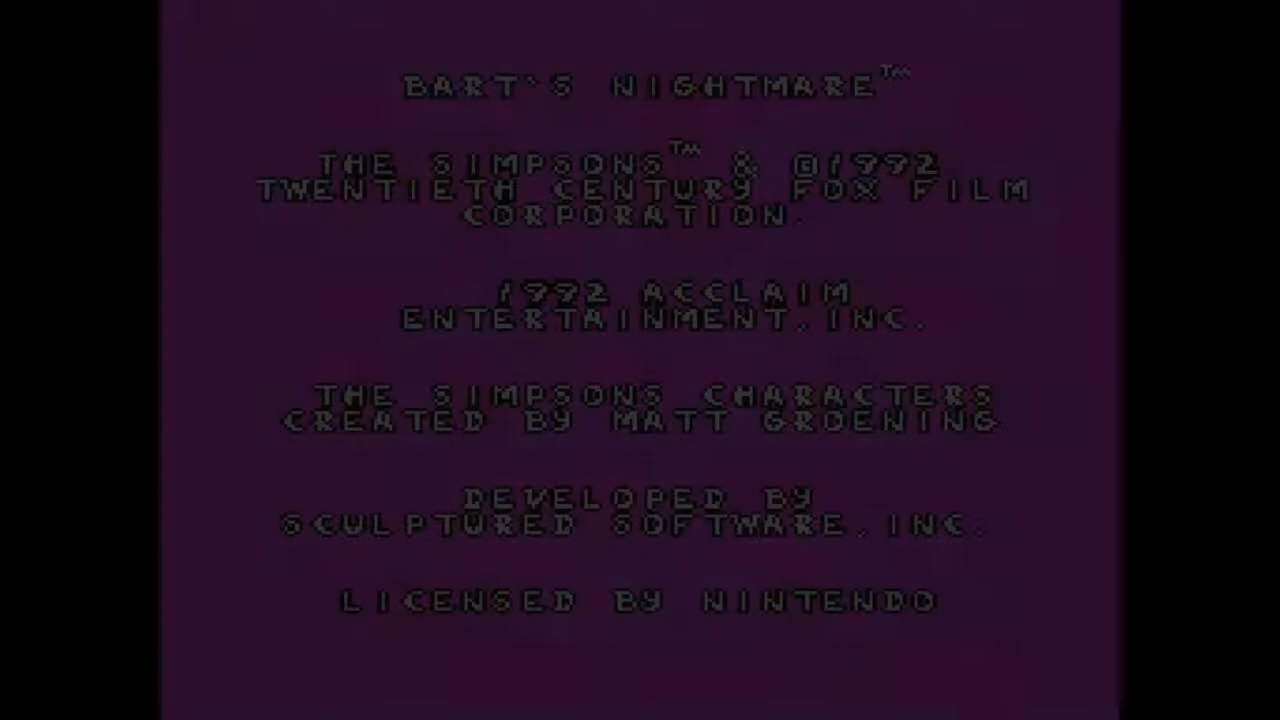 BART'S NIGHTMARE™
THE SIMPSONS™ & ©1992
TWENTIETH CENTURY FOX FILM
CORPORATION.
1992 ACCLAIM
ENTERTAINMENT,INC.
THE SIMPSONS CHARACTERS
CREATED BY MATT GROENING
DEVELOPED BY
SCULPTURED SOFTWARE,INC.
LICENSED BY NINTENDO